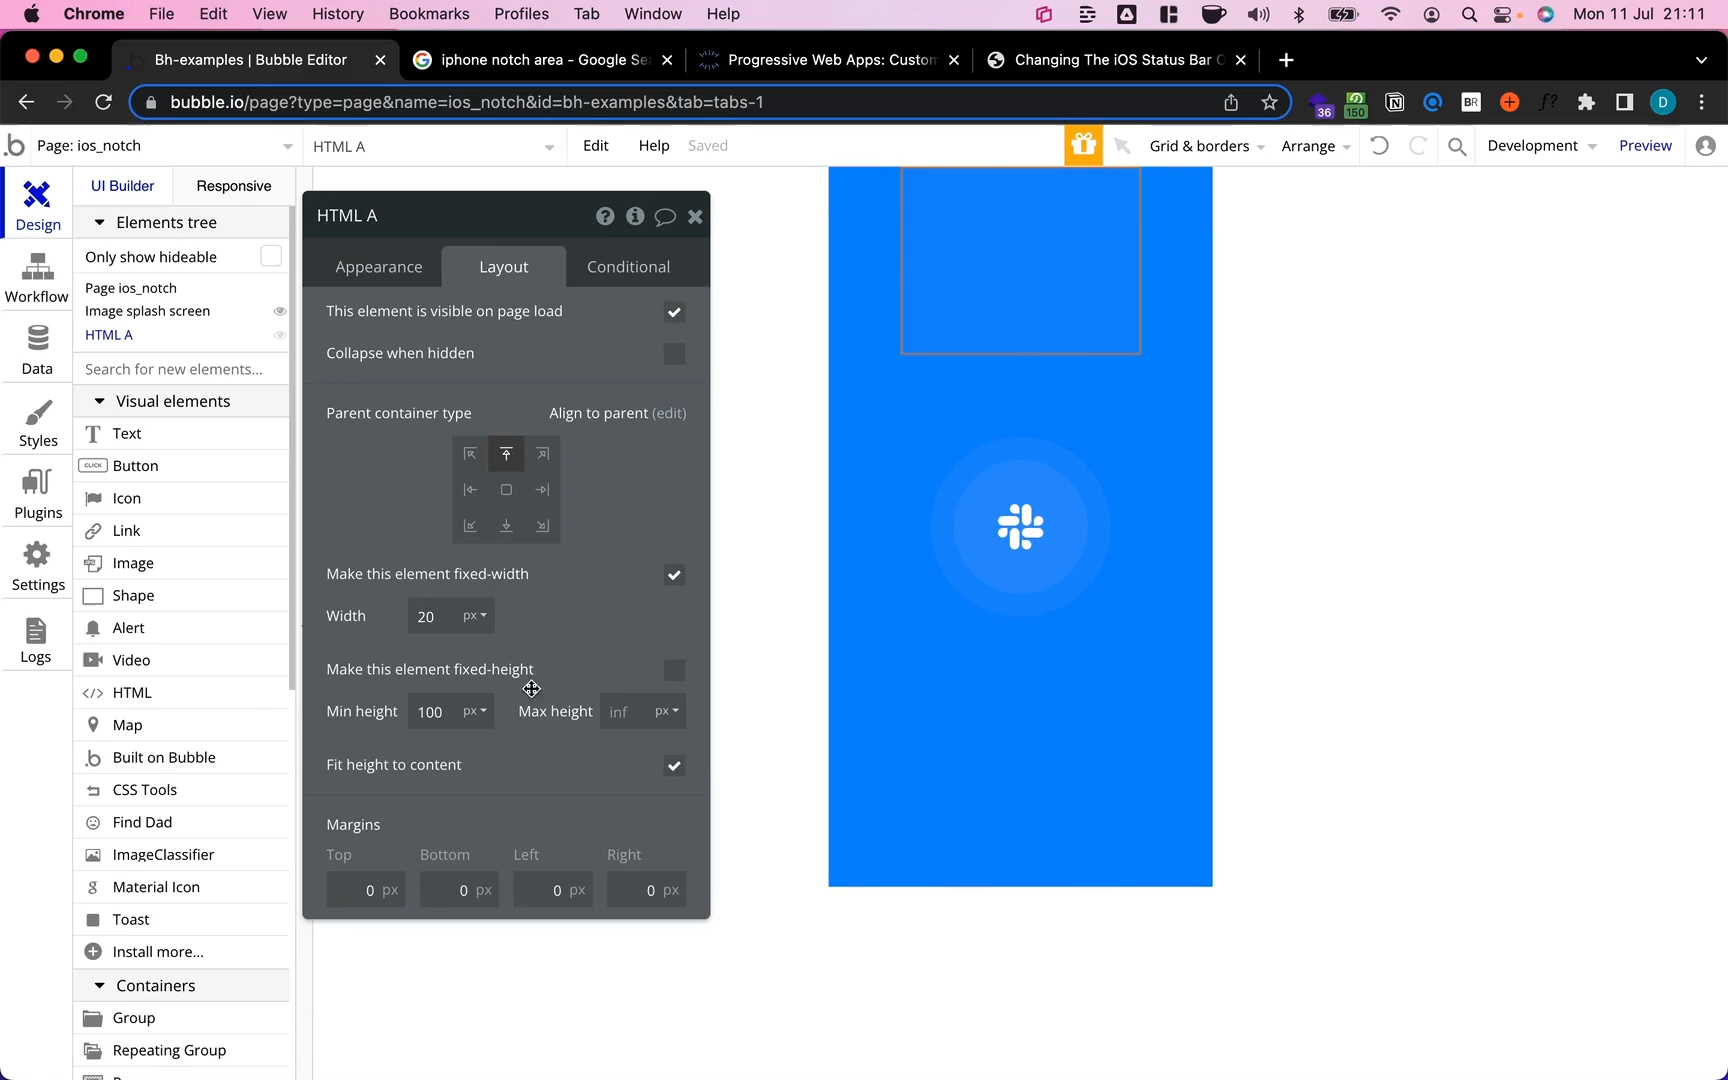 Chrome File Edit View History Bookmarks Profiles Tab Window Help Mon 11 Jul 21:11
Bh-examples | Bubble Editor iphone notch area - Google Se Progressive Web Apps: Custom Changing The iOS Status Bar C
bubble.io/page?type=page&name=ios_notch&id=bh-examples&tab=tabs-1 36 150 BR f? D
b Page: ios_notch HTML A Edit Help Saved Grid & borders Arrange Development Preview
UI Builder Responsive
Design
Workflow
Data
Styles
Plugins
Settings
Logs
Elements tree
Only show hideable
Page ios_notch
Image splash screen
HTML A
Search for new elements...
Visual elements
Text
CLICK Button
Icon
Link
Image
Shape
Alert
Video
HTML
Map
Built on Bubble
CSS Tools
Find Dad
ImageClassifier
Material Icon
Toast
Install more...
Containers
Group
Repeating Group
HTML A
Appearance Layout Conditional
This element is visible on page load
Collapse when hidden
Parent container type Align to parent (edit)
Make this element fixed-width
Width 20 px
Make this element fixed-height
Min height 100 px Max height inf px
Fit height to content
Margins
Top Bottom Left Right
0 px 0 px 0 px 0 px